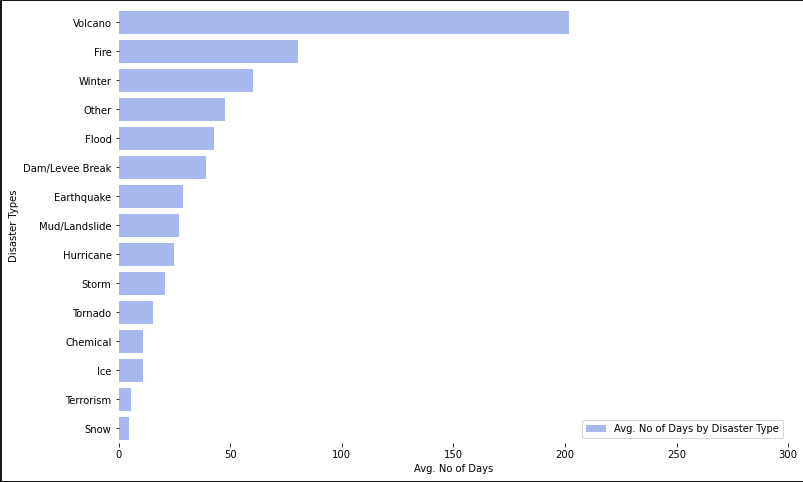 Volcano
Fire
Winter
Other
Flood
Dam/Levee Break
Earthquake
Mud/Landslide
Hurricane
Storm
Tornado
Chemical
Ice
Terrorism
Snow
Disaster Types
Avg. No of Days by Disaster Type
0 50 100 150 200 250 300
Avg. No of Days